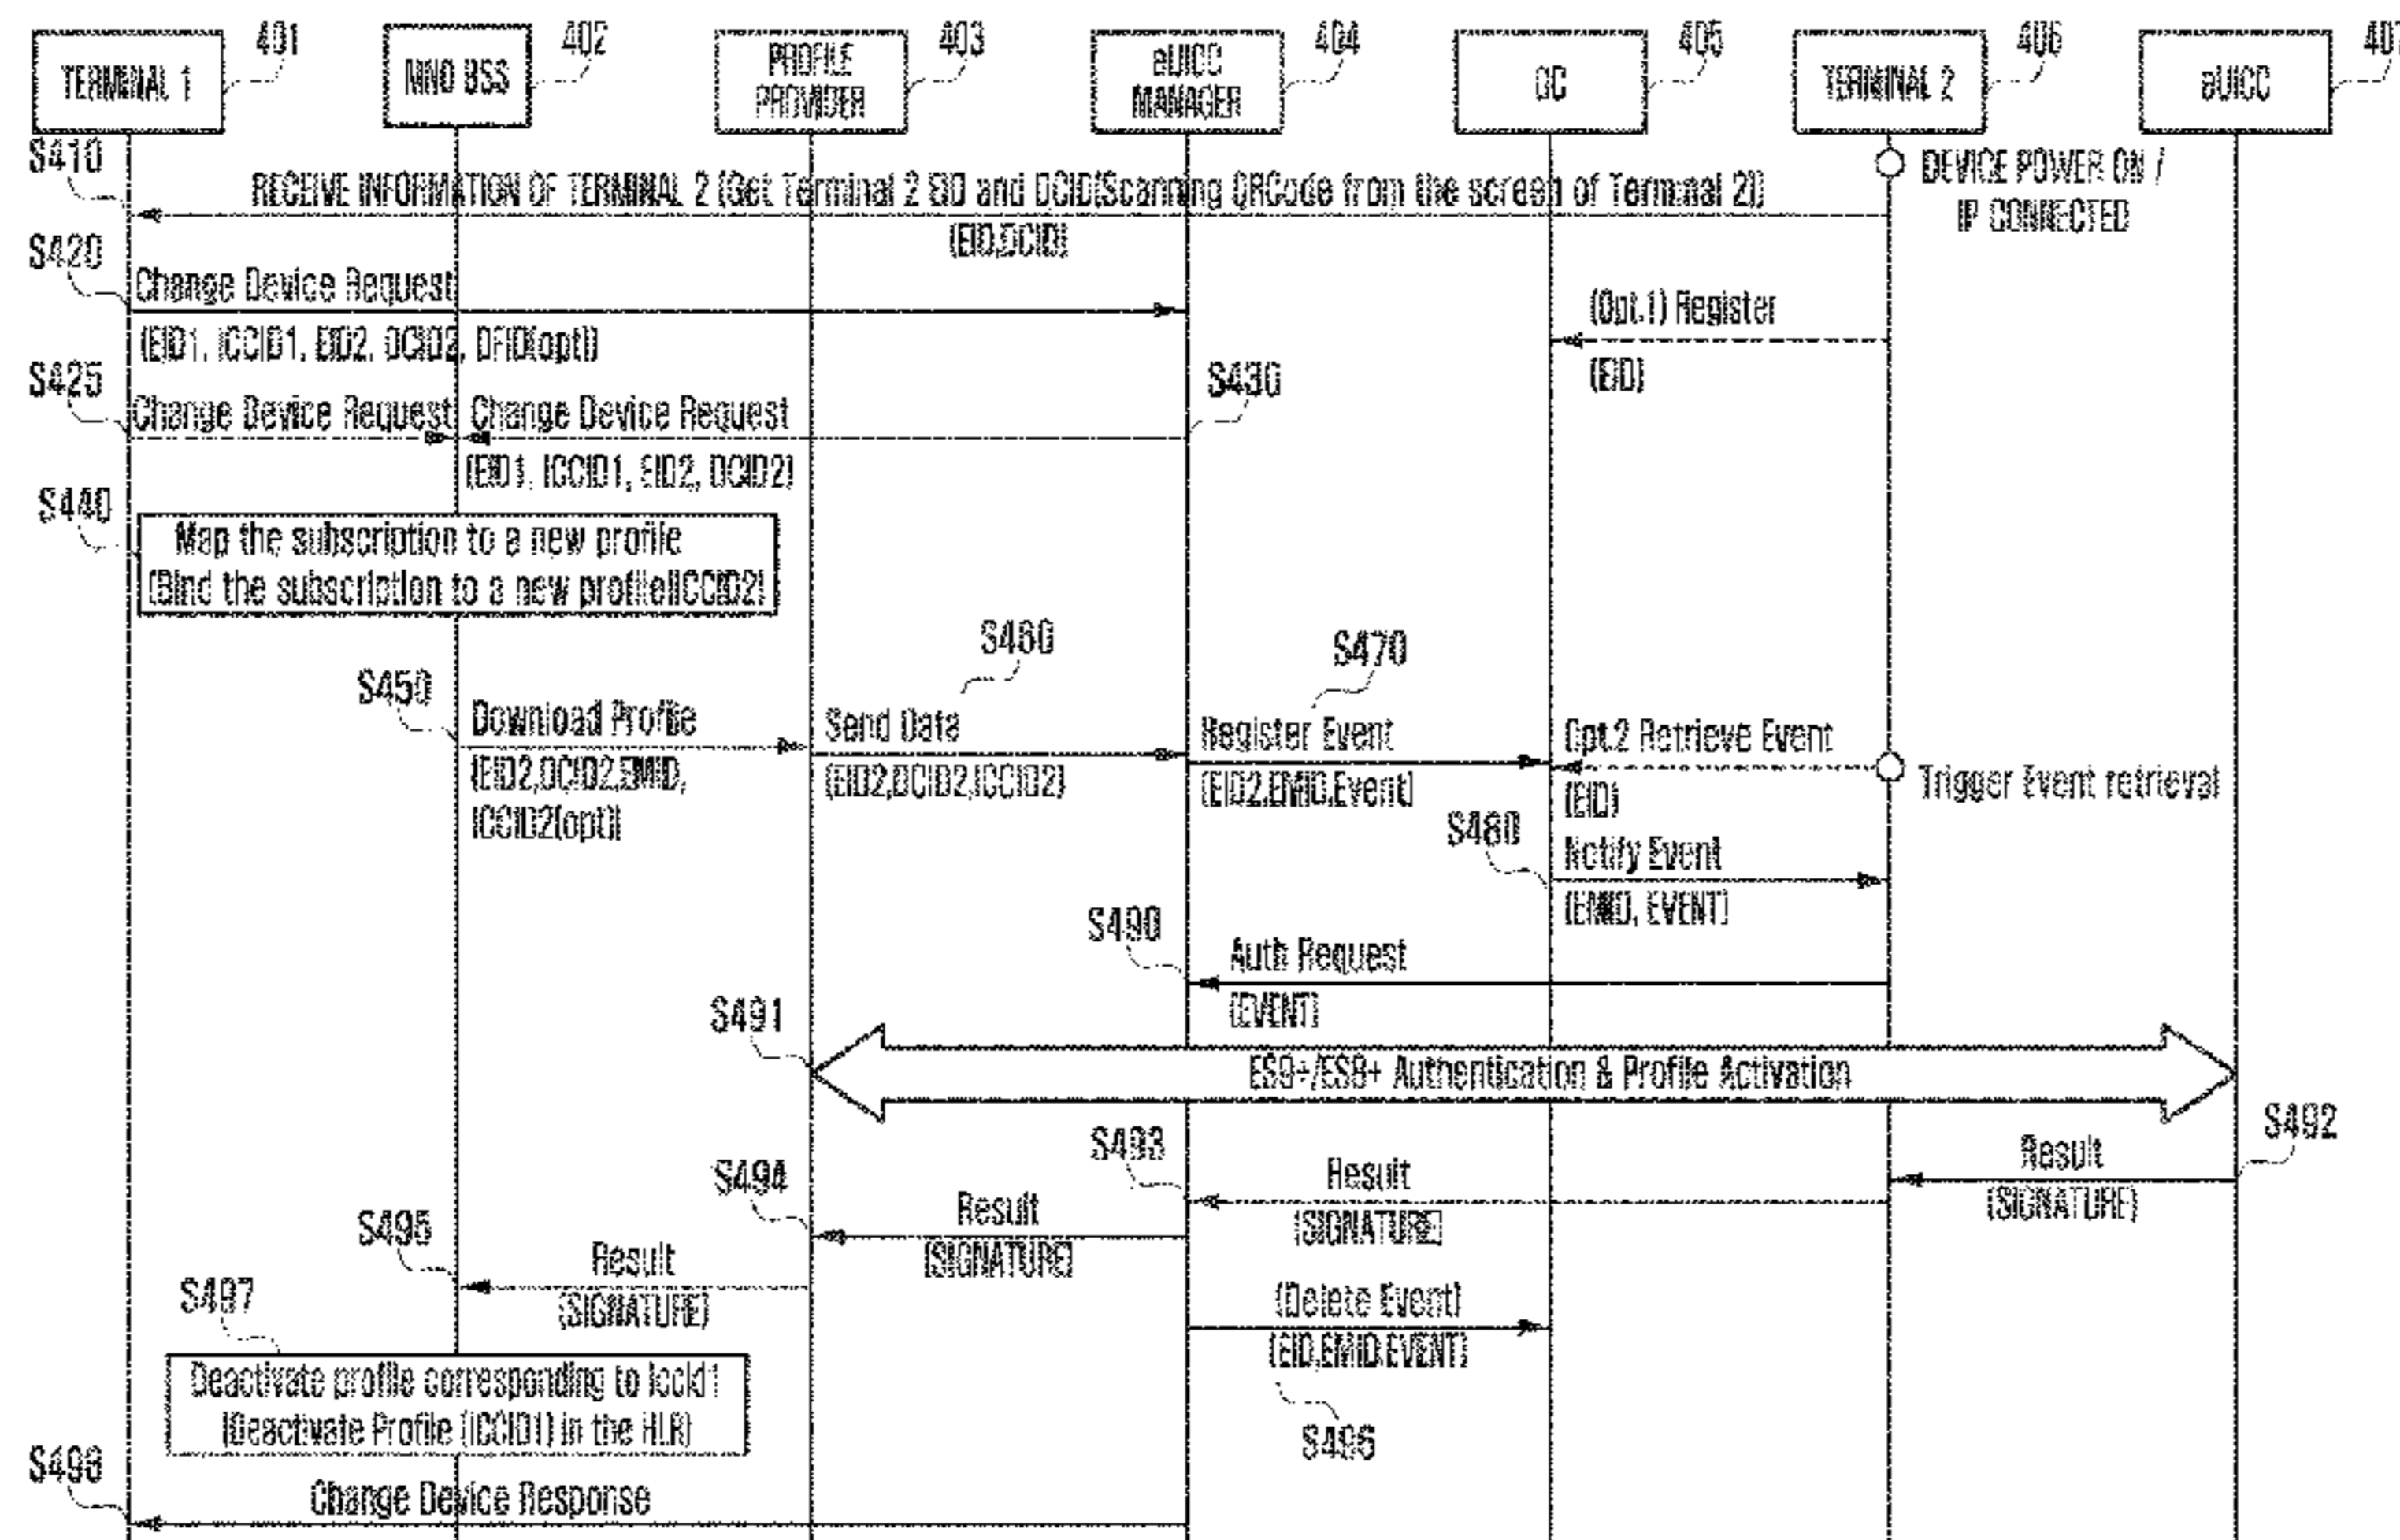 401
402
403
404
405
406
407
TERMINAL 1
MNO BSS
PROFILE
PROVIDER
eUICC
MANAGER
DC
TERMINAL 2
eUICC
S410
DEVICE POWER ON /
IP CONNECTED
RECEIVE INFORMATION OF TERMINAL 2 (Get Terminal 2 EID and DCID(Scanning QRCode from the screen of Terminal 2))
(EID,DCID)
S420
Change Device Request
(EID1, ICCID1, EID2, DCID2, DFID(opt))
(Opt.1) Register
(EID)
S425
S430
Change Device Request
Change Device Request
(EID1, ICCID1, EID2, DCID2)
S440
Map the subscription to a new profile
(Bind the subscription to a new profile(ICCID2)
S450
Download Profile
(EID2,DCID2,EMID,
ICCID2(opt))
S460
Send Data
(EID2,DCID2,ICCID2)
S470
Register Event
(EID2,EMID,Event)
Opt.2 Retrieve Event
(EID)
Trigger Event retrieval
S480
Notify Event
(EMID, EVENT)
S490
Auth Request
(EVENT)
S491
ES9+/ES8+ Authentication & Profile Activation
S492
Result
(SIGNATURE)
S493
Result
(SIGNATURE)
S494
Result
(SIGNATURE)
S495
Result
(SIGNATURE)
(Delete Event)
(EID,EMID,EVENT)
S496
S497
Deactivate profile corresponding to Iccid1
(Deactivate Profile (ICCID1) in the HLR)
S498
Change Device Response